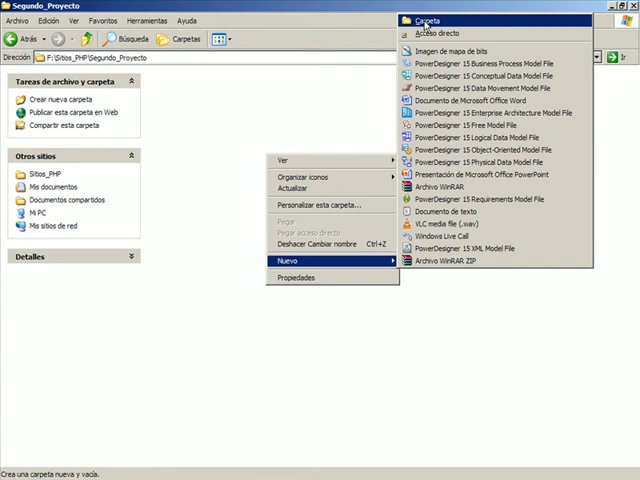 Segundo_Proyecto
Archivo Edición Ver Favoritos Herramientas Ayuda
Atrás Búsqueda Carpetas
Dirección F:\Sitios_PHP\Segundo_Proyecto Ir
Tareas de archivo y carpeta
Crear nueva carpeta
Publicar esta carpeta en Web
Compartir esta carpeta
Otros sitios
Sitios_PHP
Mis documentos
Documentos compartidos
Mi PC
Mis sitios de red
Detalles
Ver
Organizar iconos
Actualizar
Personalizar esta carpeta...
Pegar
Pegar acceso directo
Deshacer Cambiar nombre Ctrl+Z
Nuevo
Propiedades
Carpeta
Acceso directo
Imagen de mapa de bits
PowerDesigner 15 Business Process Model File
PowerDesigner 15 Conceptual Data Model File
PowerDesigner 15 Data Movement Model File
Documento de Microsoft Office Word
PowerDesigner 15 Enterprise Architecture Model File
PowerDesigner 15 Free Model File
PowerDesigner 15 Logical Data Model File
PowerDesigner 15 Object-Oriented Model File
PowerDesigner 15 Physical Data Model File
Presentación de Microsoft Office PowerPoint
Archivo WinRAR
PowerDesigner 15 Requirements Model File
Documento de texto
VLC media file (.wav)
Windows Live Call
PowerDesigner 15 XML Model File
Archivo WinRAR ZIP
Crea una carpeta nueva y vacía.